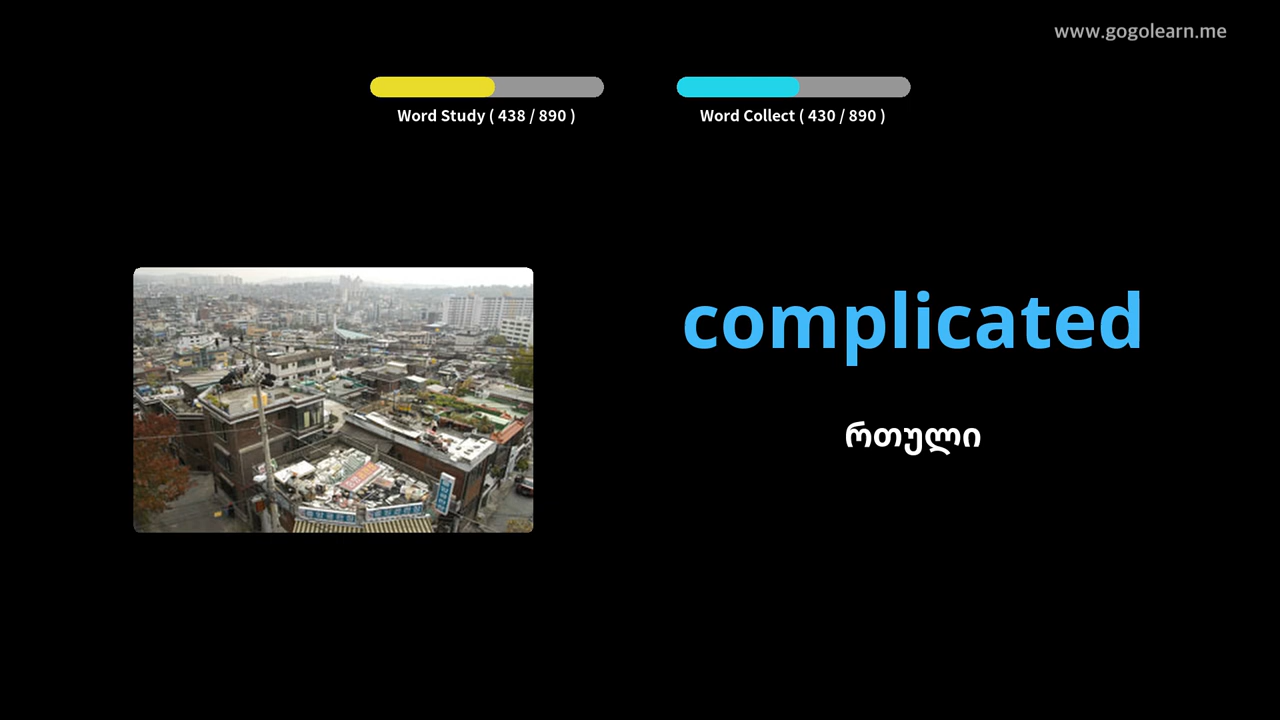 www.gogolearn.me
Word Study ( 438 / 890 )
Word Collect ( 430 / 890 )
complicated
რთული